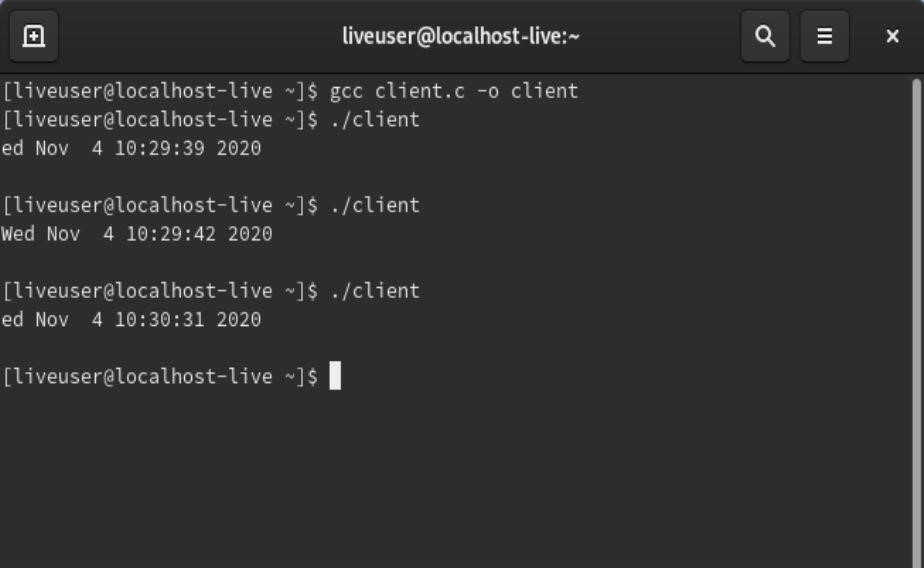 liveuser@localhost-live:~
[liveuser@localhost-live ~]$ gcc client.c -o client
[liveuser@localhost-live ~]$ ./client
ed Nov  4 10:29:39 2020
[liveuser@localhost-live ~]$ ./client
Wed Nov  4 10:29:42 2020
[liveuser@localhost-live ~]$ ./client
ed Nov  4 10:30:31 2020
[liveuser@localhost-live ~]$